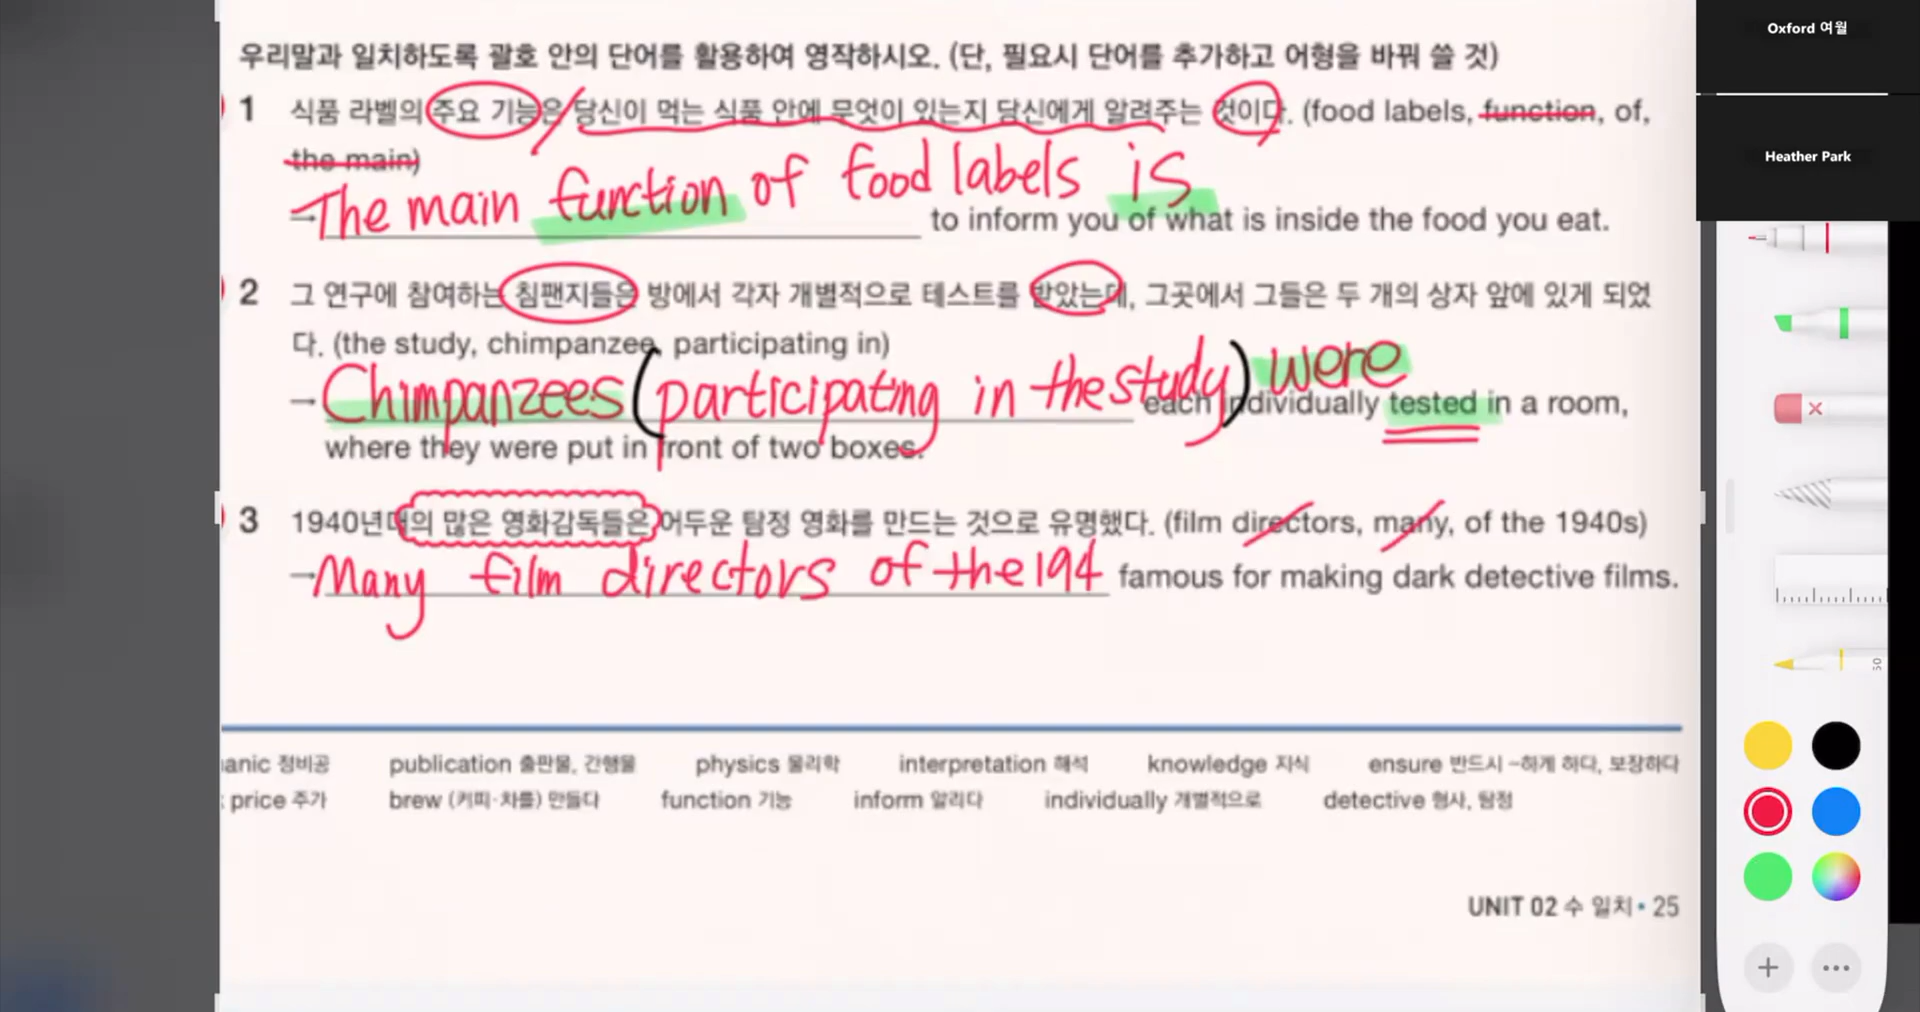 Oxford 여월
Heather Park
우리말과 일치하도록 괄호 안의 단어를 활용하여 영작하시오. (단, 필요시 단어를 추가하고 어형을 바꿔 쓸 것)
1 식품 라벨의 주요 기능은 당신이 먹는 식품 안에 무엇이 있는지 당신에게 알려주는 것이다. (food labels, function, of,
the main)
The main function of food labels is
→ to inform you of what is inside the food you eat.
2 그 연구에 참여하는 침팬지들은 방에서 각자 개별적으로 테스트를 받았는데, 그곳에서 그들은 두 개의 상자 앞에 있게 되었
다. (the study, chimpanzee, participating in)
→ Chimpanzees (participating in the study) were
each individually tested in a room,
where they were put in front of two boxes.
3 1940년대의 많은 영화감독들은 어두운 탐정 영화를 만드는 것으로 유명했다. (film directors, many, of the 1940s)
→ Many film directors of the 194 famous for making dark detective films.
anic 정비공 publication 출판물, 간행물 physics 물리학 interpretation 해석 knowledge 지식 ensure 반드시 ~하게 하다, 보장하다
price 주가 brew (커피·차를) 만들다 function 기능 inform 알리다 individually 개별적으로 detective 형사, 탐정
UNIT 02 수 일치 • 25
50